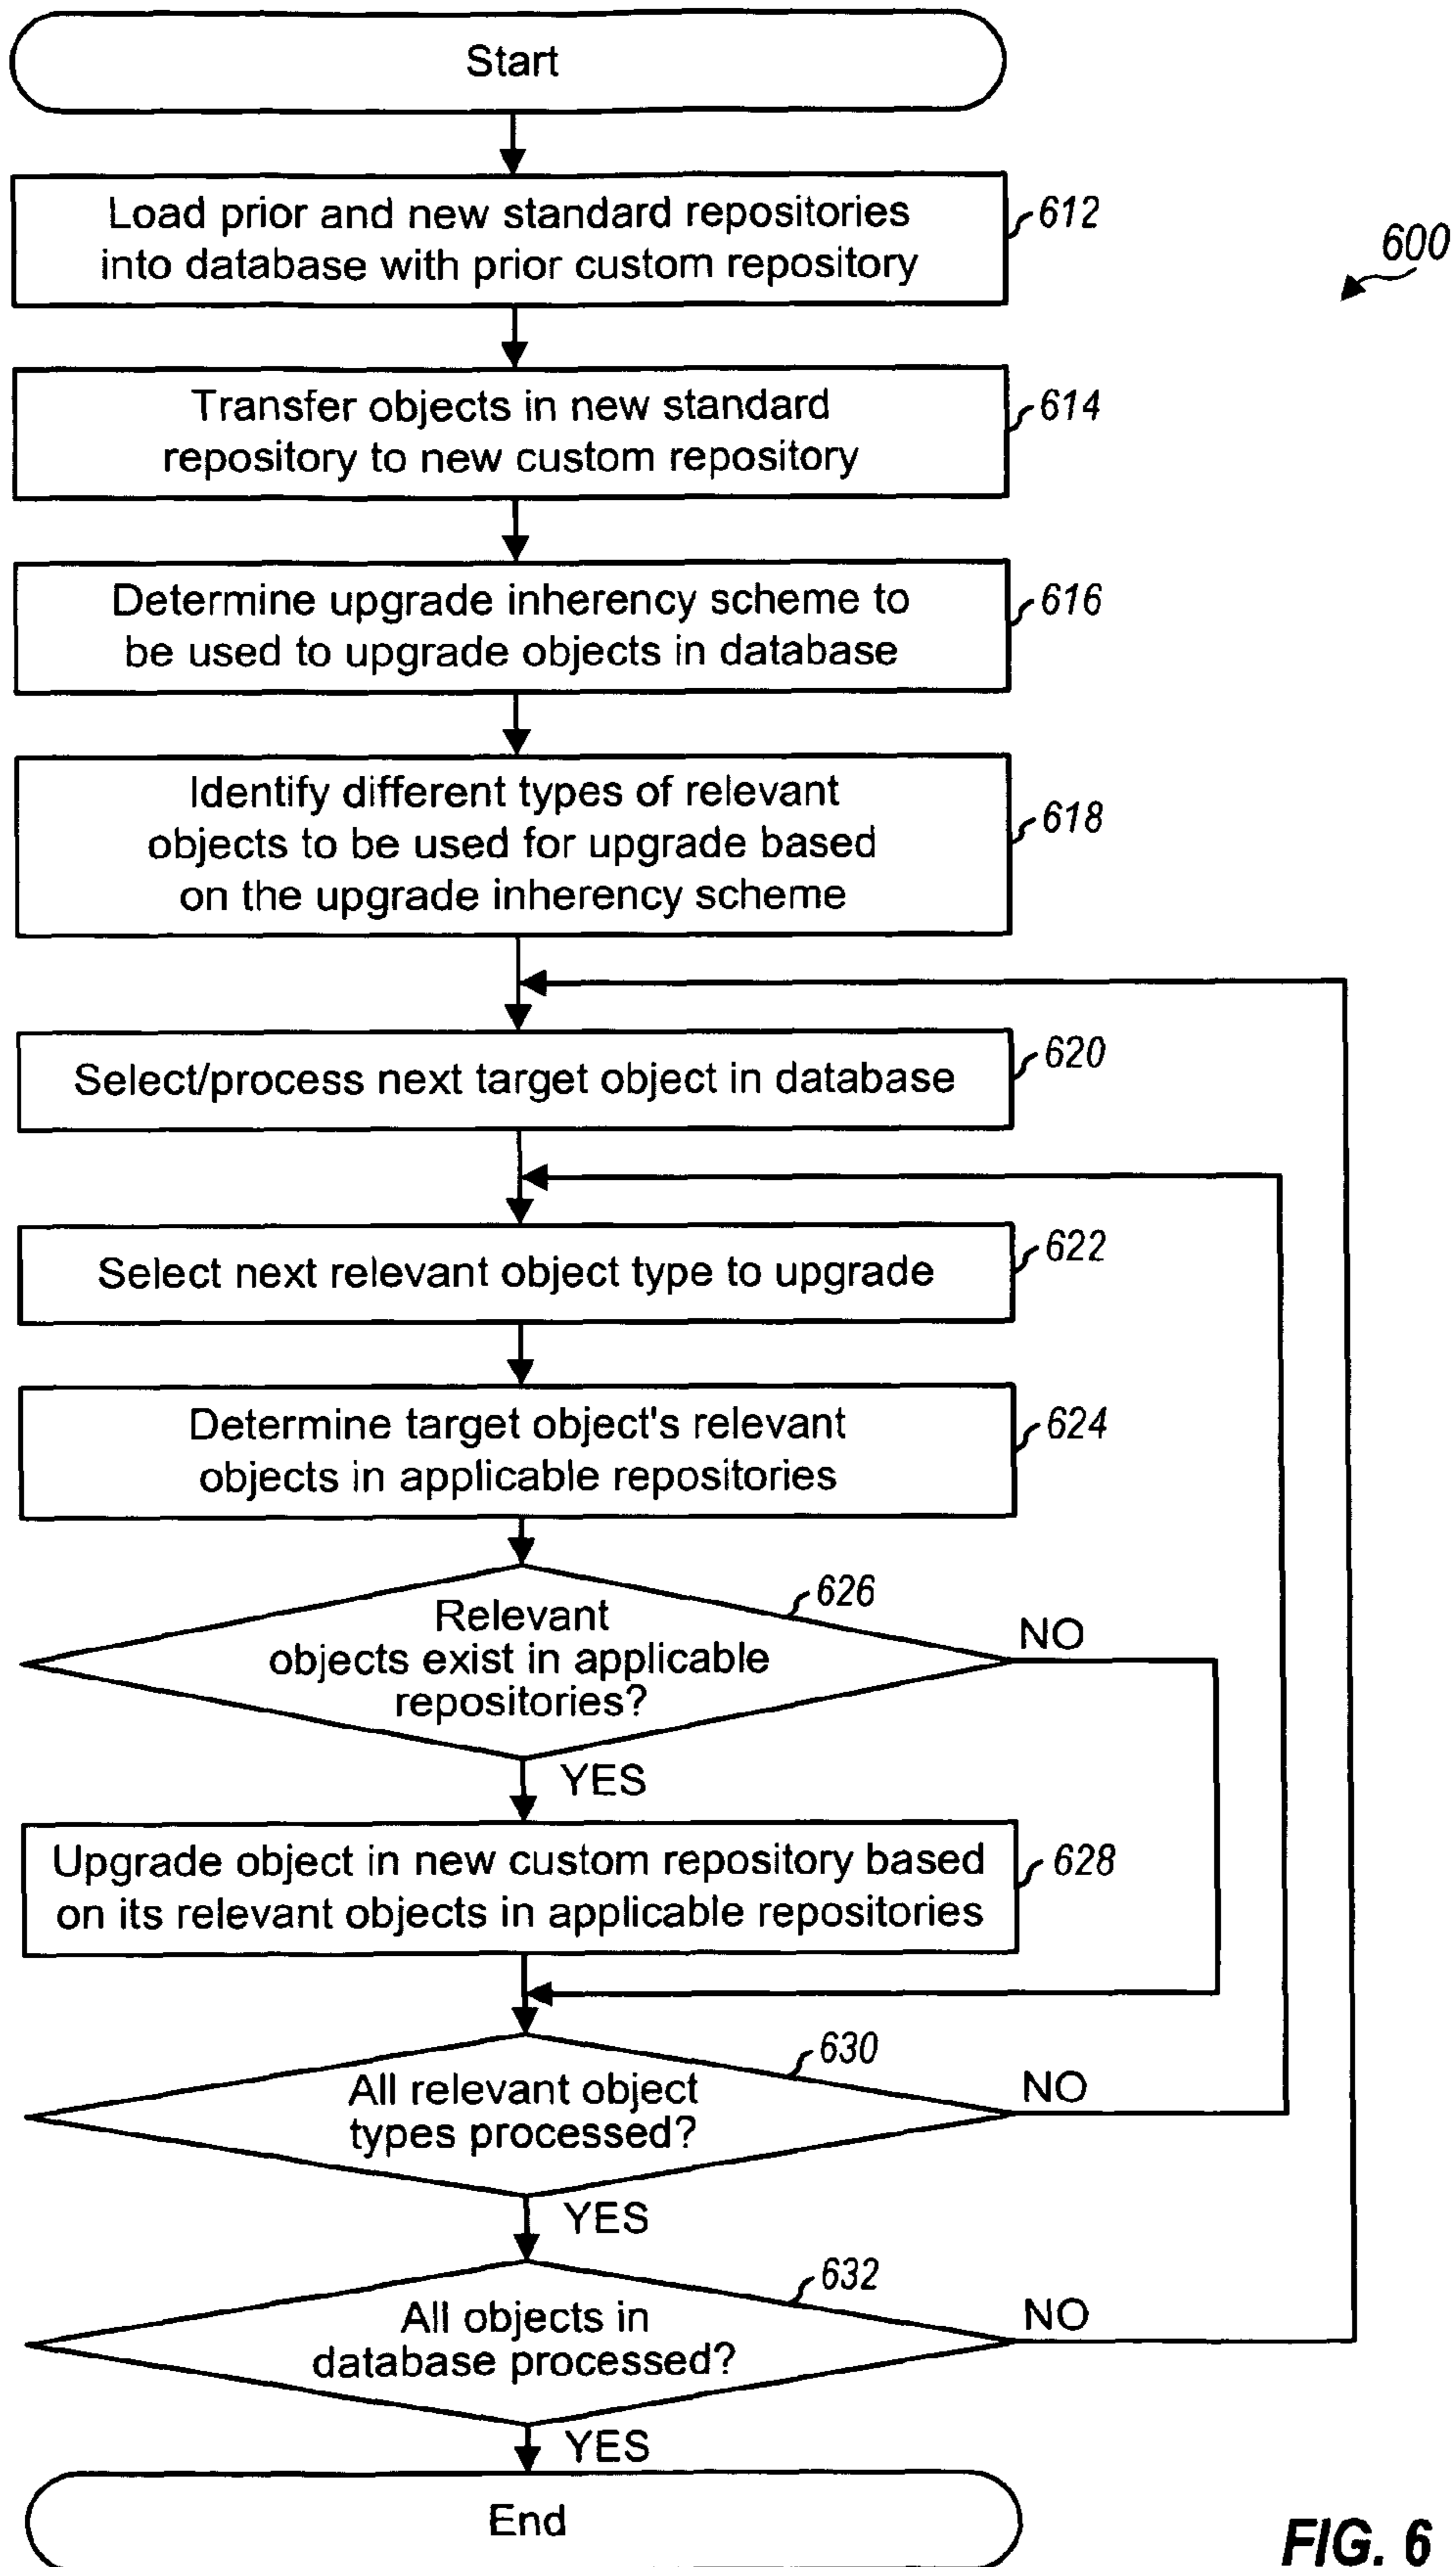 Start
Load prior and new standard repositories
into database with prior custom repository
612
600
Transfer objects in new standard
repository to new custom repository
614
Determine upgrade inherency scheme to
be used to upgrade objects in database
616
Identify different types of relevant
objects to be used for upgrade based
on the upgrade inherency scheme
618
Select/process next target object in database
620
Select next relevant object type to upgrade
622
Determine target object's relevant
objects in applicable repositories
624
Relevant
objects exist in applicable
repositories?
626
NO
YES
Upgrade object in new custom repository based
on its relevant objects in applicable repositories
628
All relevant object
types processed?
630
NO
YES
All objects in
database processed?
632
NO
YES
End
FIG. 6